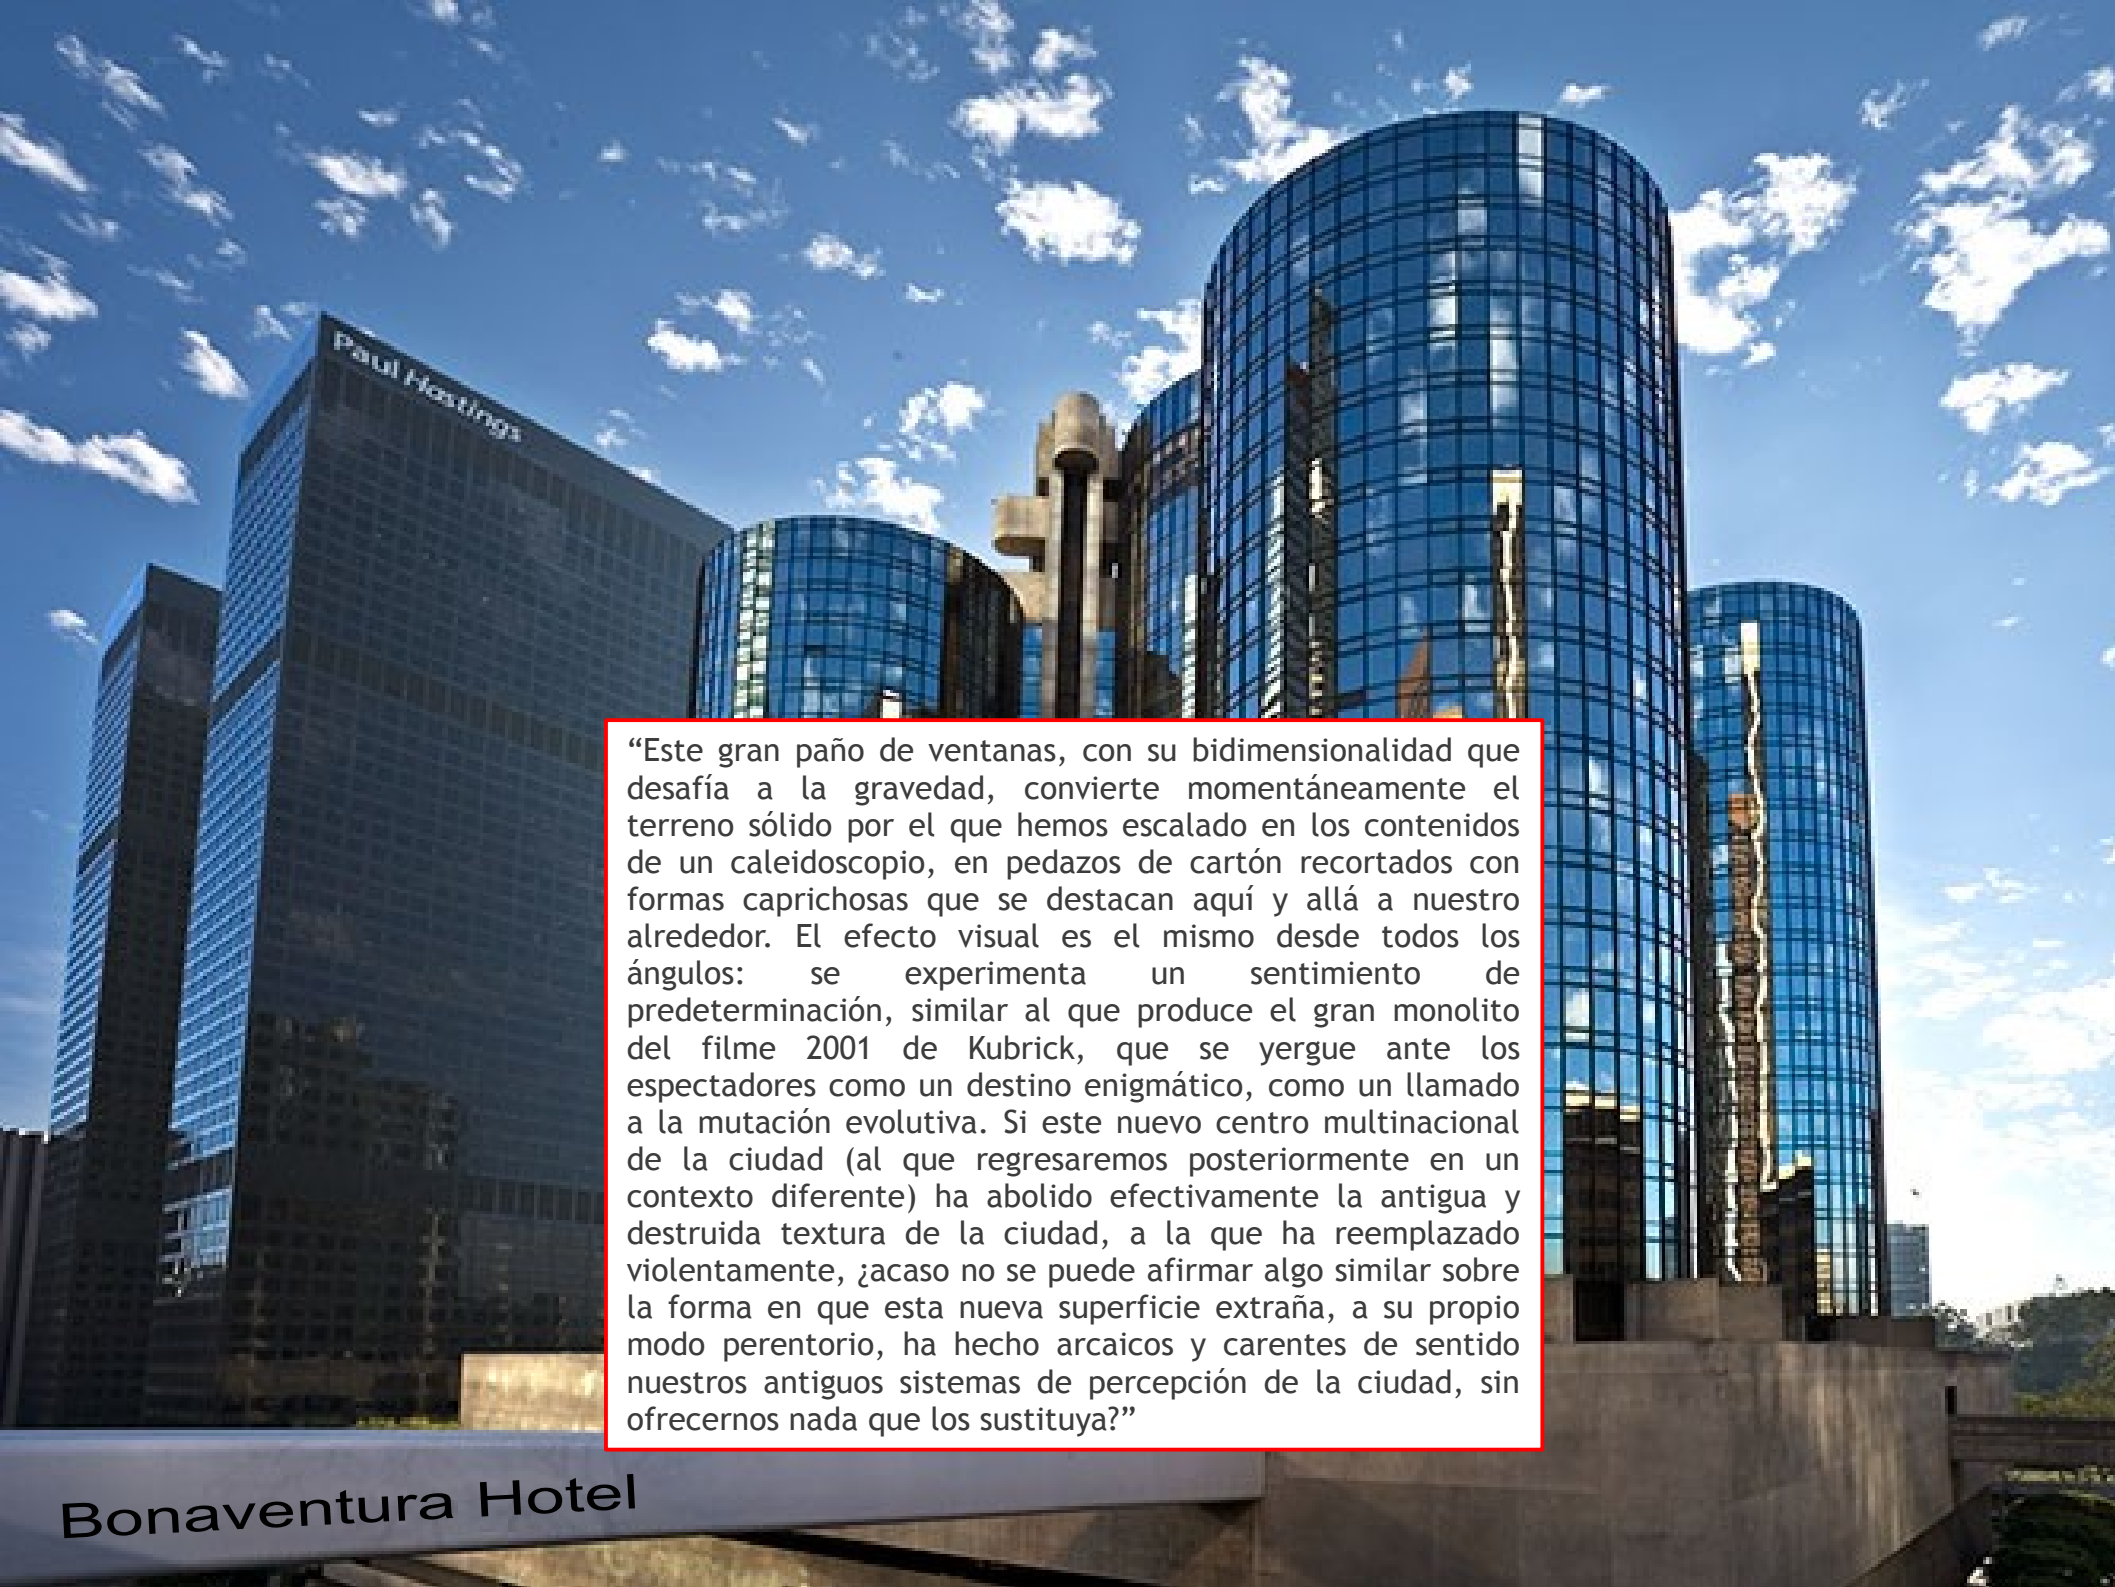 Paul Hastings
“Este gran paño de ventanas, con su bidimensionalidad que
desafía a la gravedad, convierte momentáneamente el
terreno sólido por el que hemos escalado en los contenidos
de un caleidoscopio, en pedazos de cartón recortados con
formas caprichosas que se destacan aquí y allá a nuestro
alrededor. El efecto visual es el mismo desde todos los
ángulos: se experimenta un sentimiento de
predeterminación, similar al que produce el gran monolito
del filme 2001 de Kubrick, que se yergue ante los
espectadores como un destino enigmático, como un llamado
a la mutación evolutiva. Si este nuevo centro multinacional
de la ciudad (al que regresaremos posteriormente en un
contexto diferente) ha abolido efectivamente la antigua y
destruida textura de la ciudad, a la que ha reemplazado
violentamente, ¿acaso no se puede afirmar algo similar sobre
la forma en que esta nueva superficie extraña, a su propio
modo perentorio, ha hecho arcaicos y carentes de sentido
nuestros antiguos sistemas de percepción de la ciudad, sin
ofrecernos nada que los sustituya?”
Bonaventura Hotel